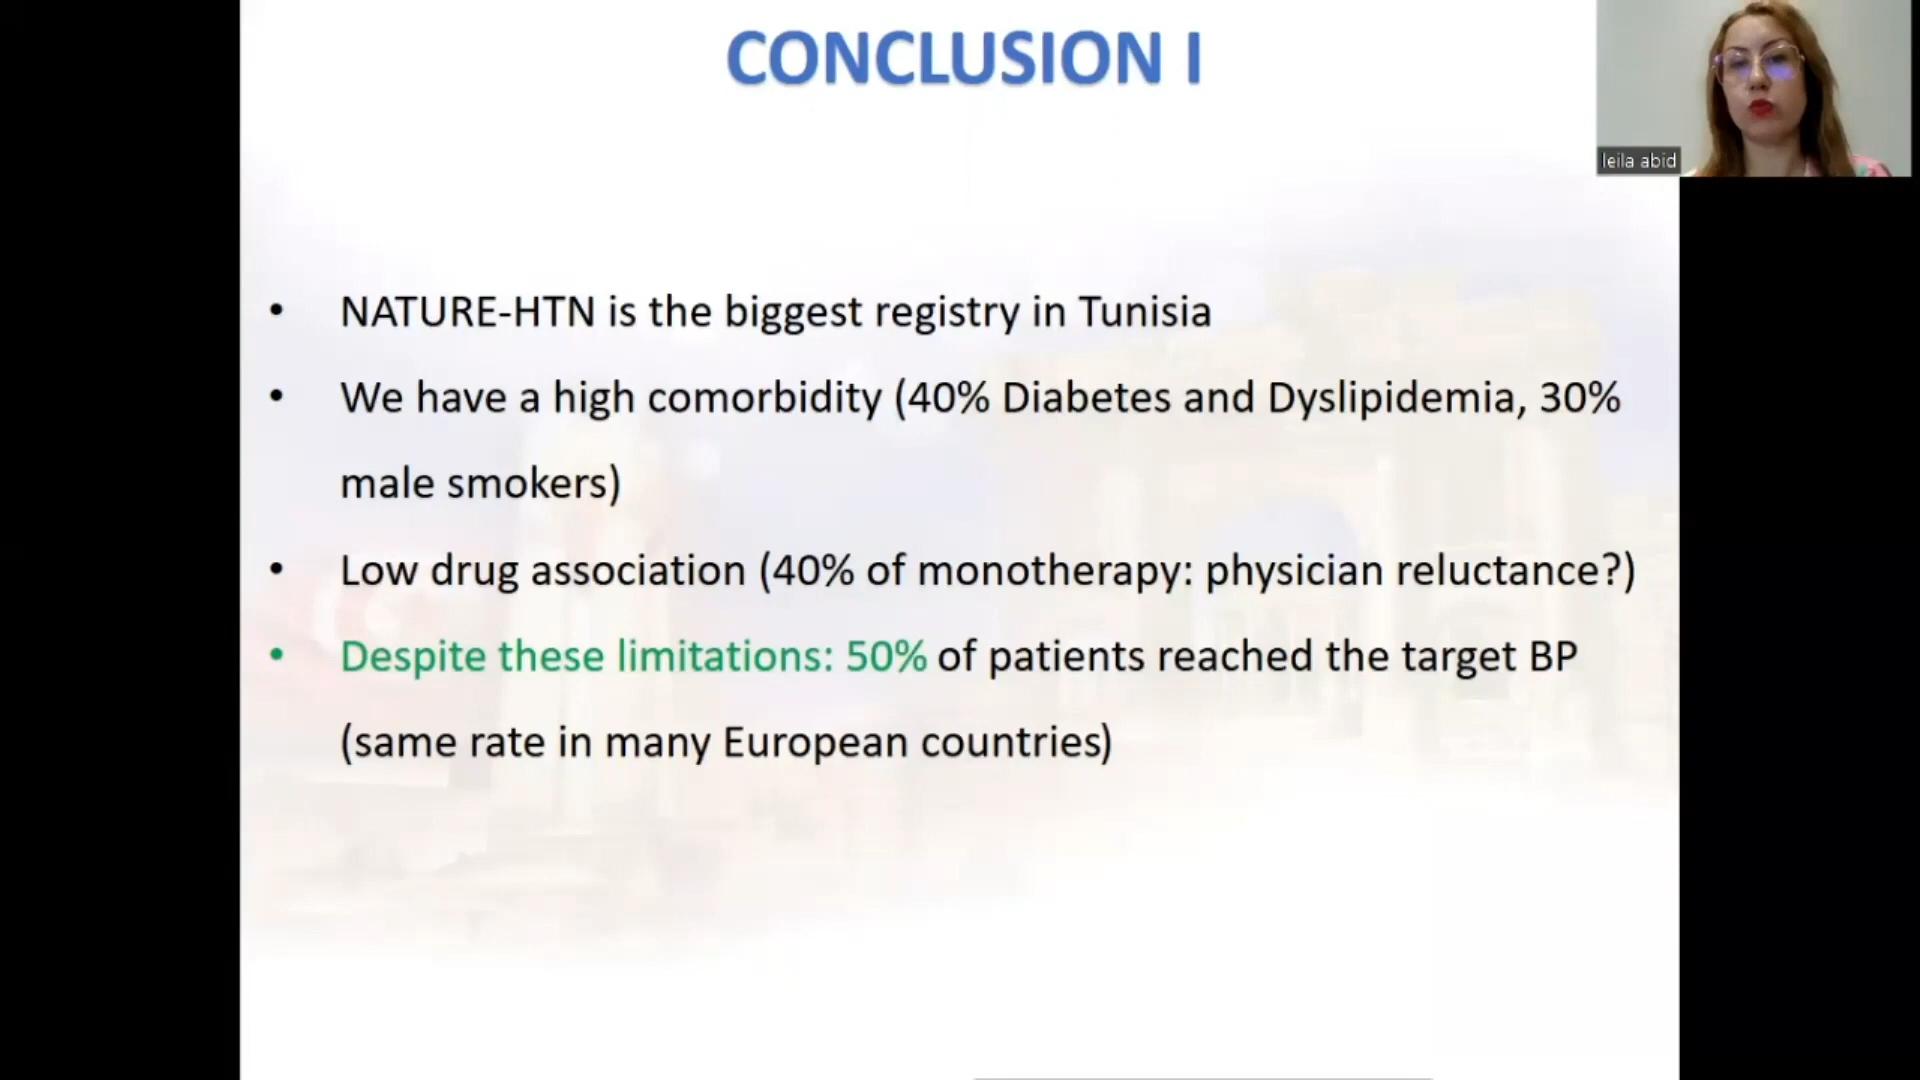 CONCLUSION I
leila abid
• NATURE-HTN is the biggest registry in Tunisia
• We have a high comorbidity (40% Diabetes and Dyslipidemia, 30%
male smokers)
• Low drug association (40% of monotherapy: physician reluctance?)
• Despite these limitations: 50% of patients reached the target BP
(same rate in many European countries)